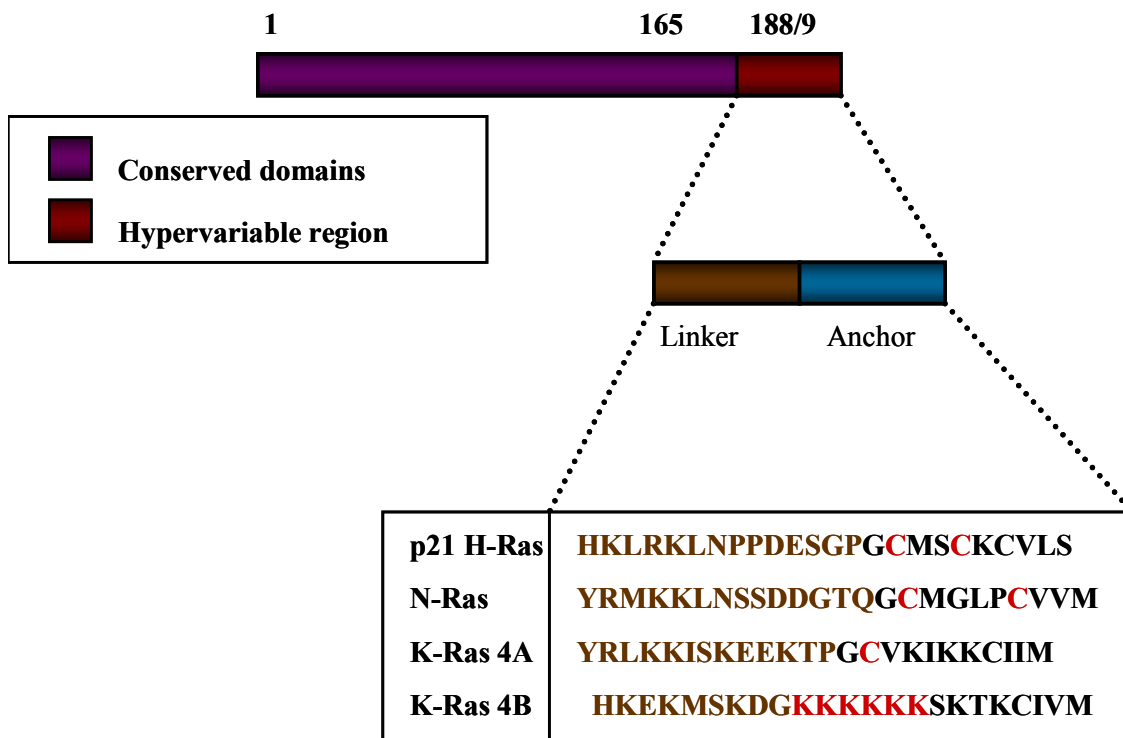 1 165 188/9
Conserved domains
Hypervariable region
Linker Anchor
p21 H-Ras HKLRKLNPPDESGPGCMSCKCVLS
N-Ras YRMKKLNSSDDGTQGCMGLPCVVM
K-Ras 4A YRLKKISKEEKTPGCVKIKKCIIM
K-Ras 4B HKEKMSKDGKKKKKKSKTKCIVM